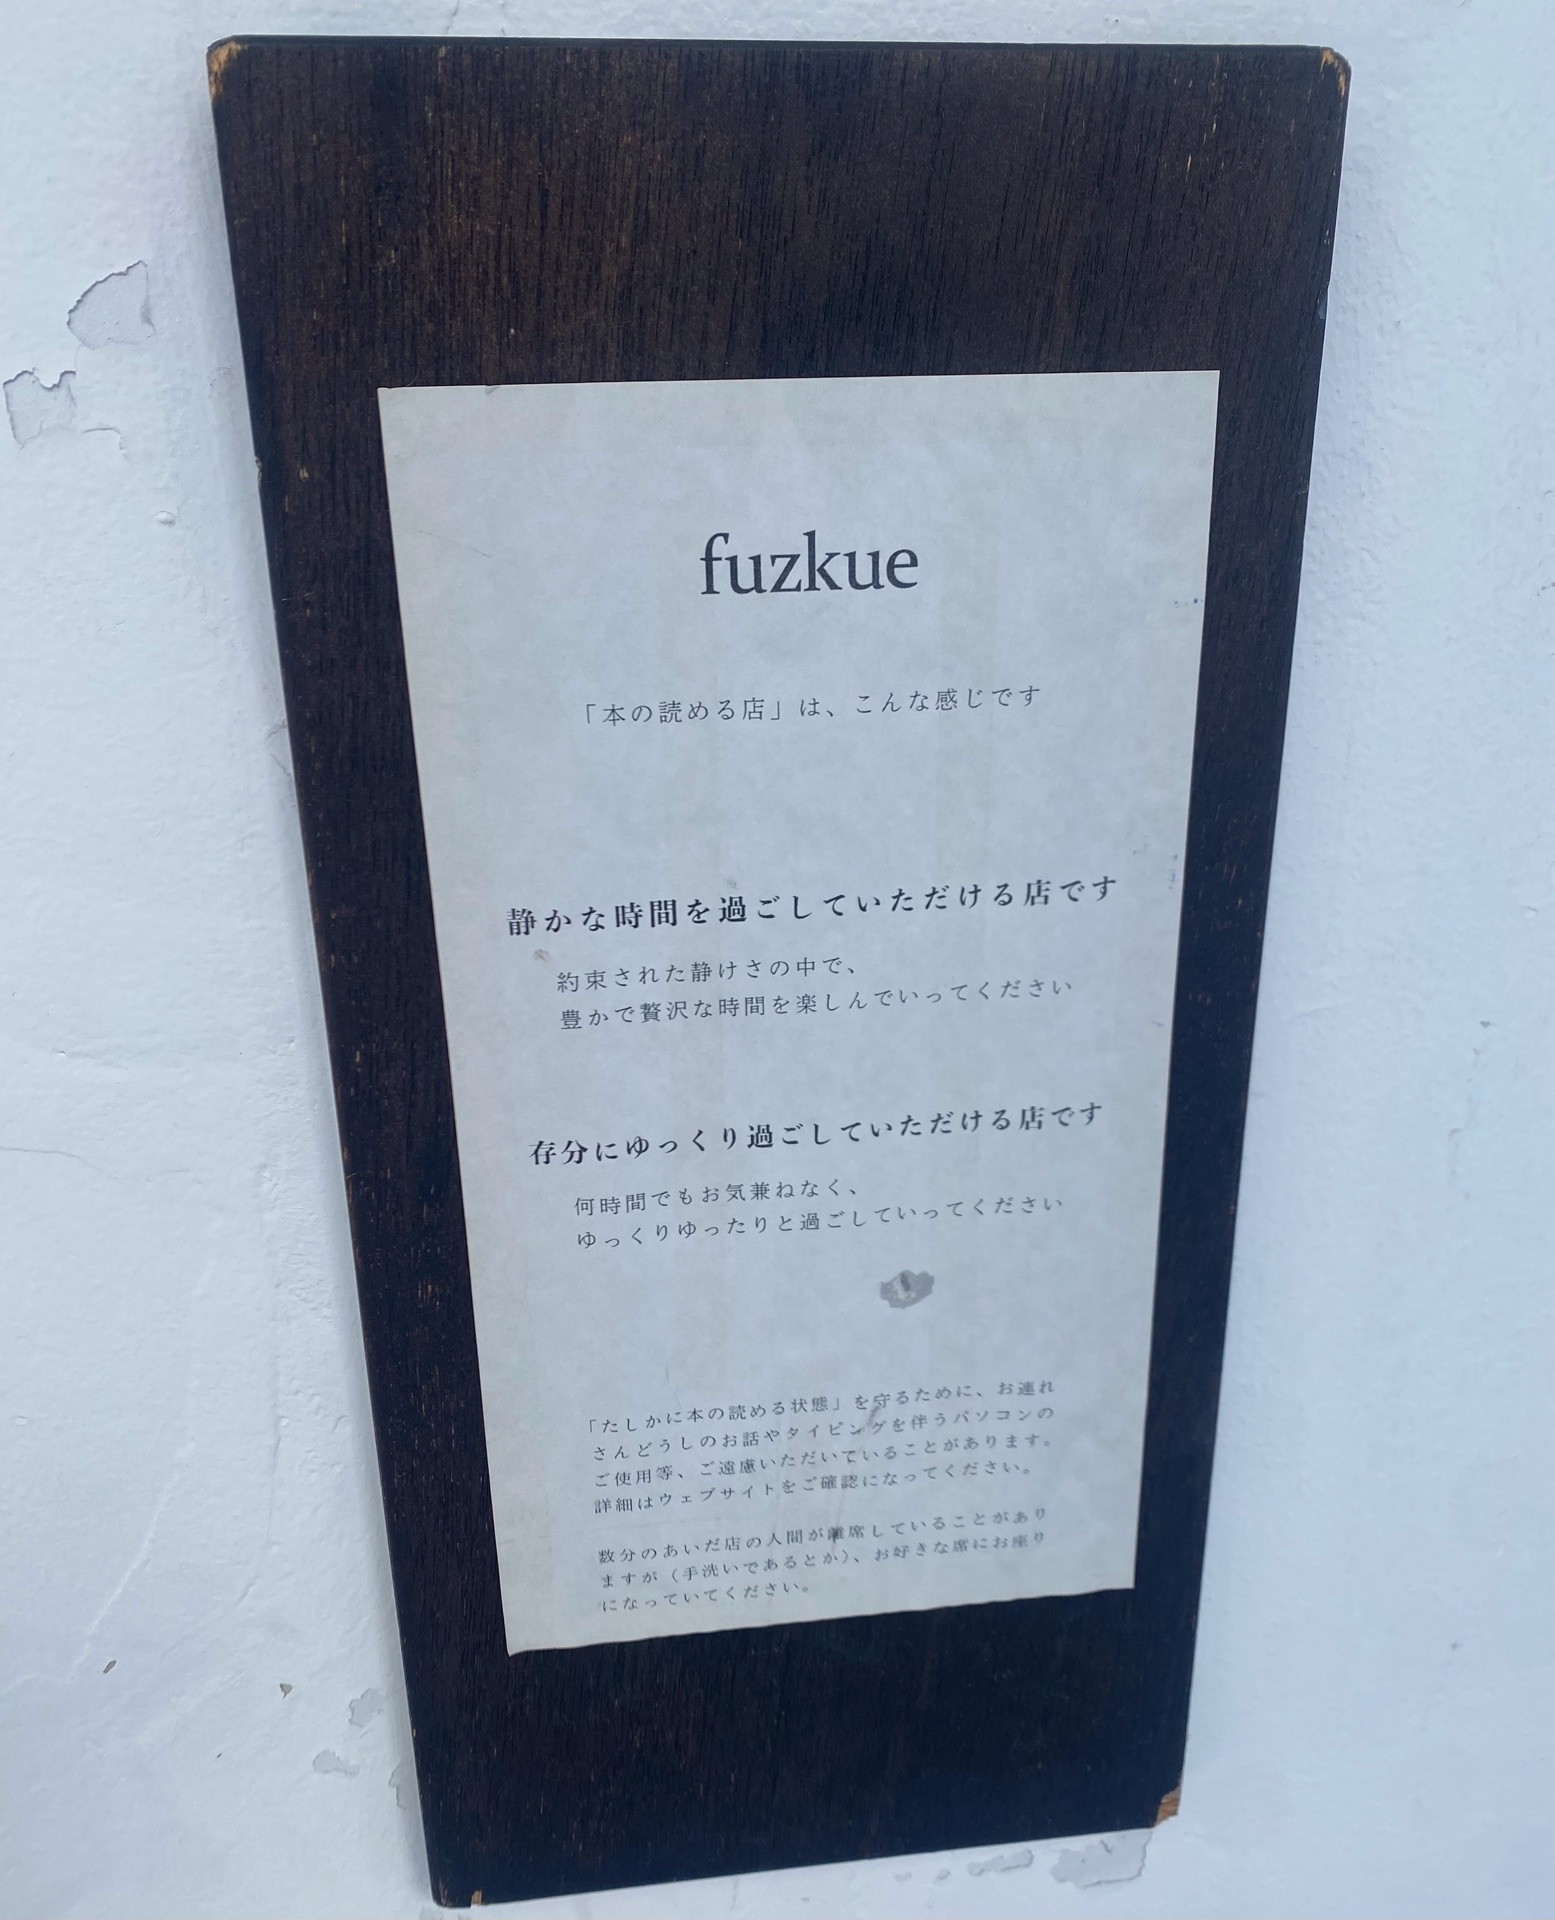 fuzkue
「本の読める店」は、こんな感じです
静かな時間を過ごしていただける店です
約束された静けさの中で、
豊かで贅沢な時間を楽しんでいってください
存分にゆっくり過ごしていただける店です
何時間でもお気兼ねなく、
ゆっくりゆったりと過ごしていってください
「たしかに本の読める状態」を守るために、お連れ
さんどうしのお話やタイピングを伴うパソコンの
ご使用等、ご遠慮いただいていることがあります。
詳細はウェブサイトをご確認になってください。
数分のあいだ店の人間が離席していることがあり
ますが（手洗いであるとか）、お好きな席にお座り
になっていてください。